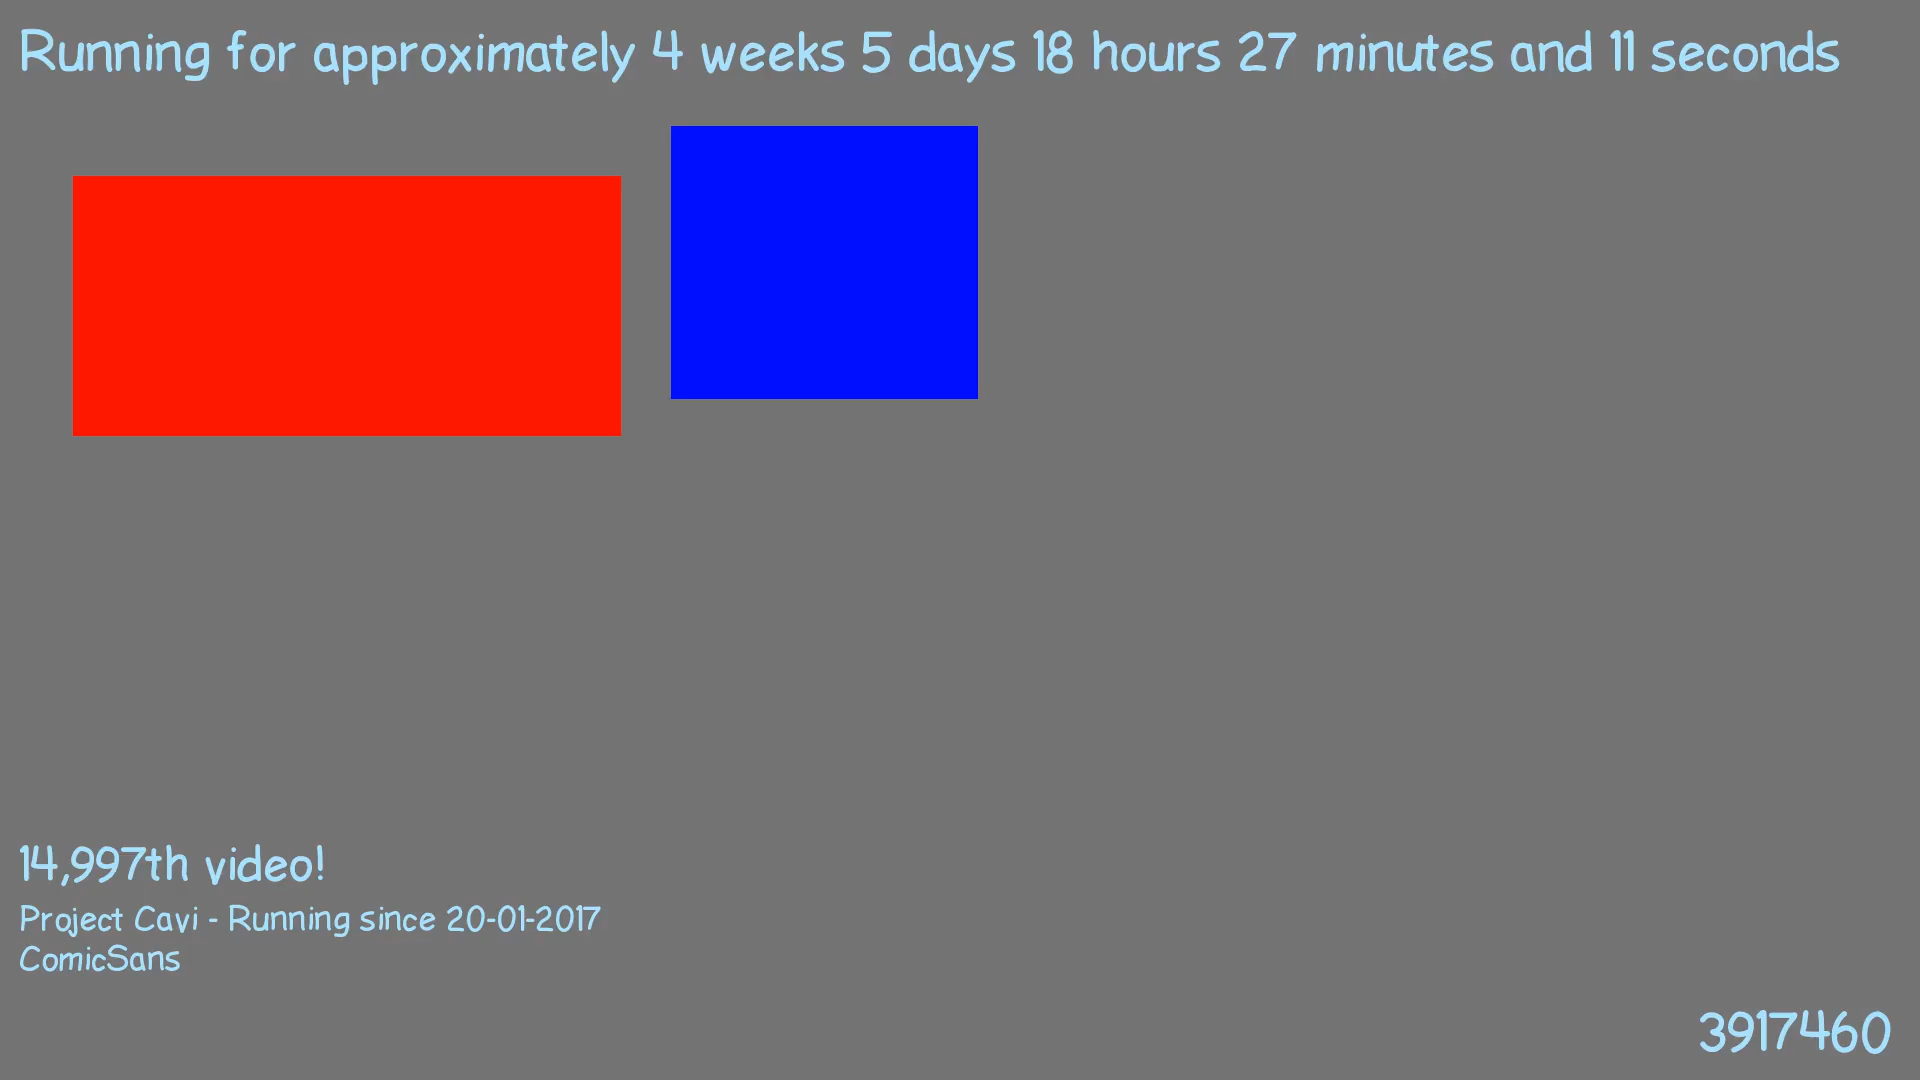 Running for approximately 4 weeks 5 days 18 hours 27 minutes and 11 seconds
14,997th video!
Project Cavi - Running since 20-01-2017
ComicSans
3917460